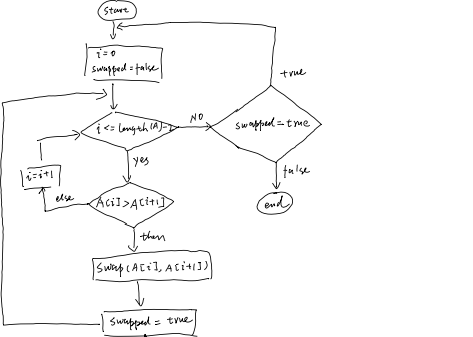 start
i=0
swapped=false
true
i<=length(A)-1
NO
swapped=true
yes
false
i=i+1
else
A[i]>A[i+1]
end
then
Swap(A[i],A[i+1])
swapped = true